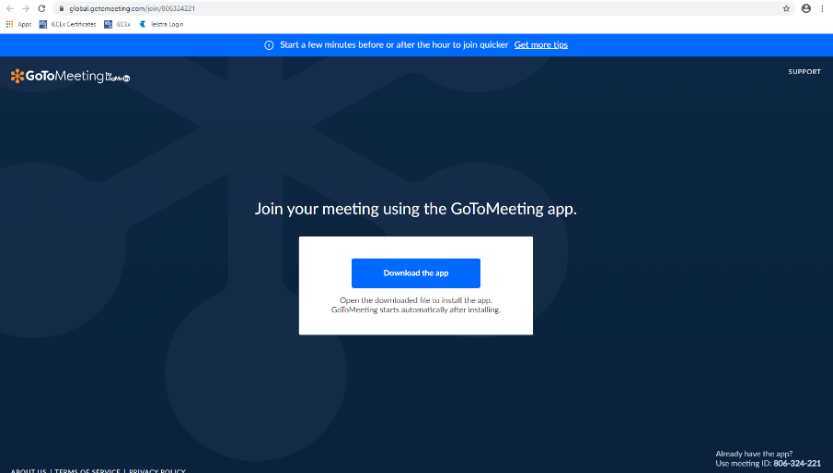 global.gotomeeting.com/join/806324221
Apps IECEx Certificates IECEx Telstra Login
Start a few minutes before or after the hour to join quicker Get more tips
GoToMeeting by LogMeIn
SUPPORT
Join your meeting using the GoToMeeting app.
Download the app
Open the downloaded file to install the app.
GoToMeeting starts automatically after installing.
Already have the app?
Use meeting ID: 806-324-221
ABOUT US | TERMS OF SERVICE | PRIVACY POLICY